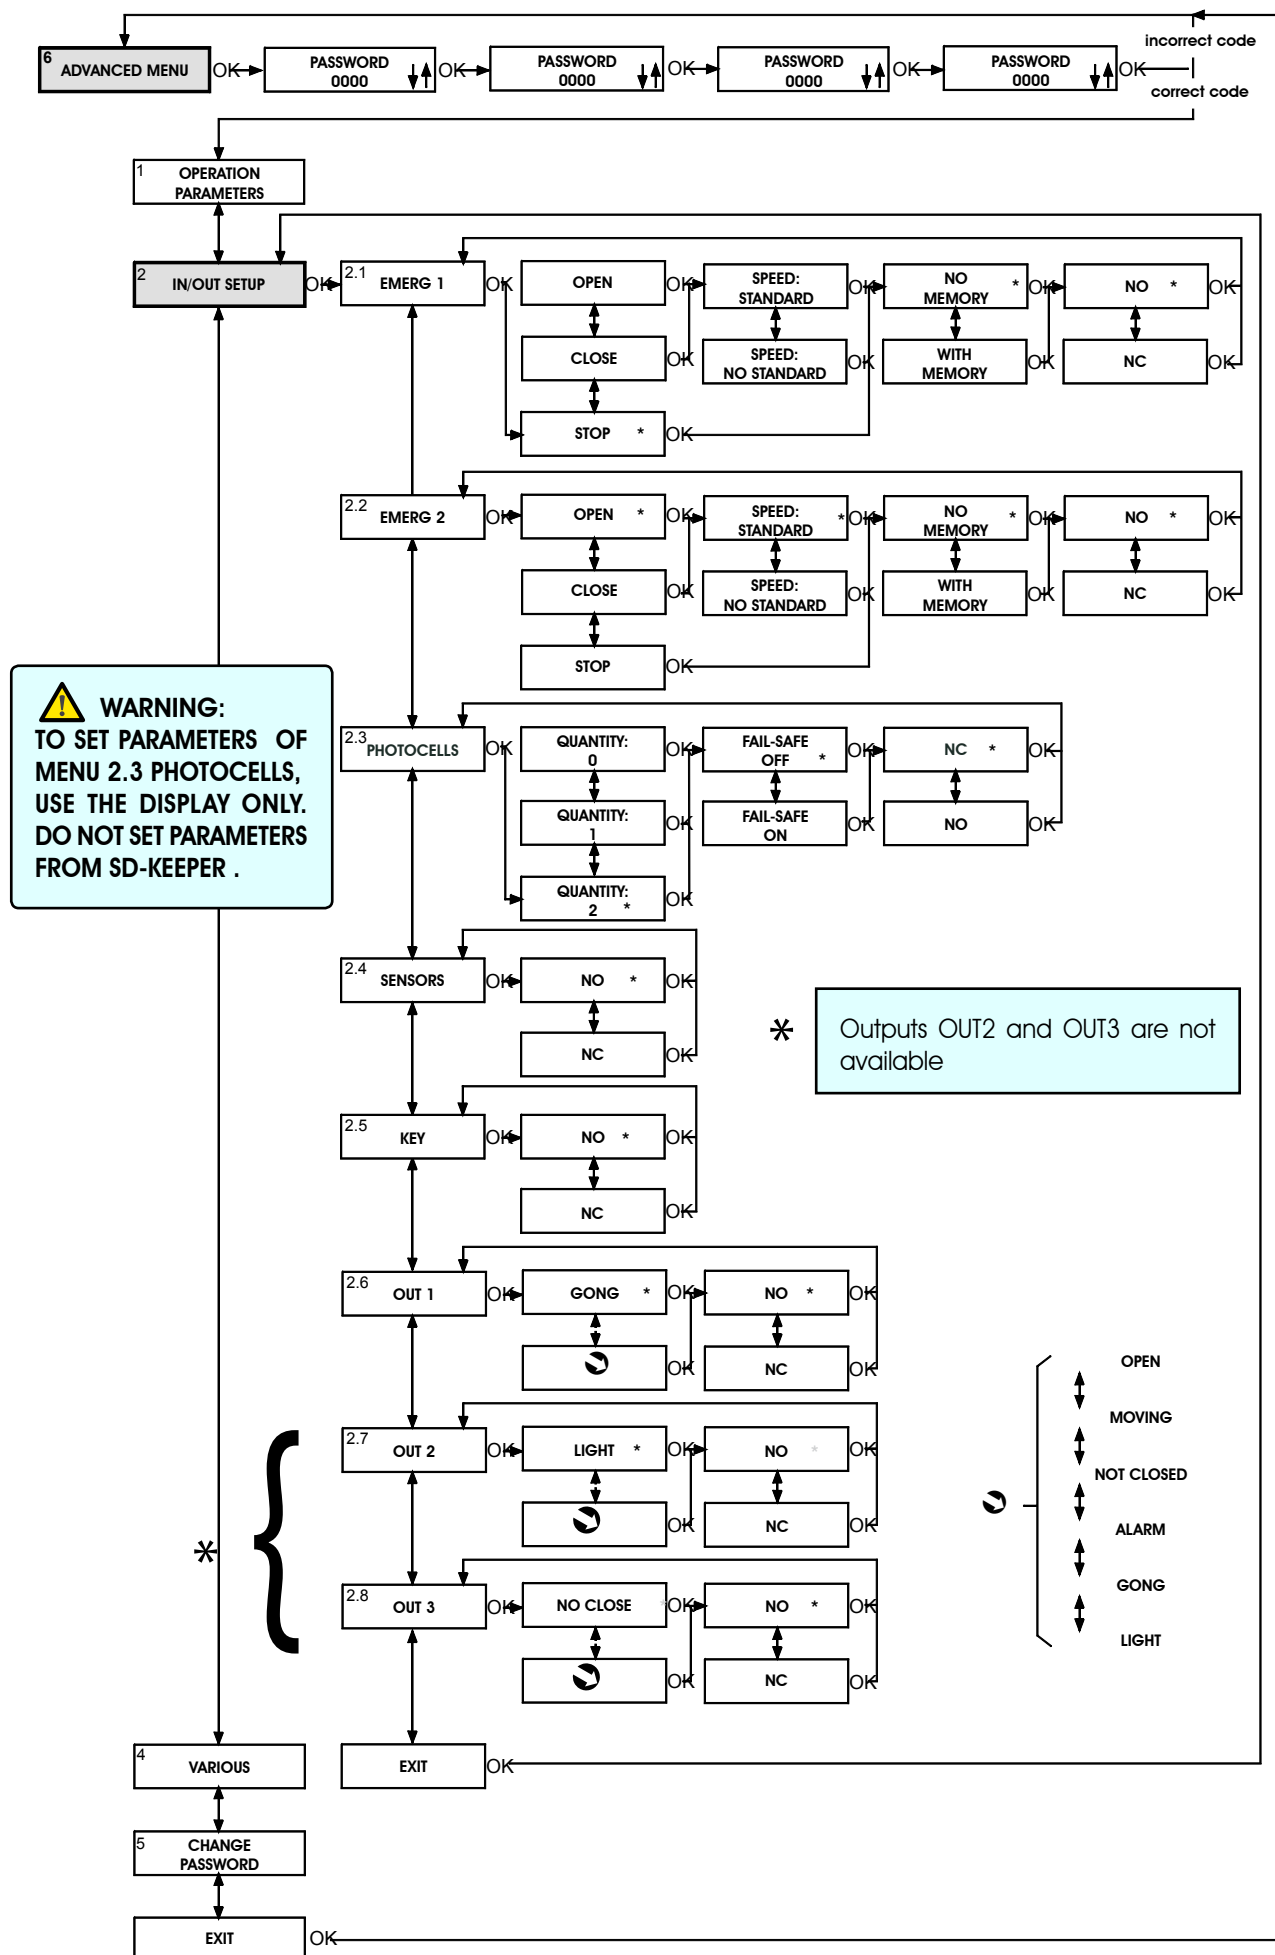 incorrect code
6
ADVANCED MENU
OK
PASSWORD
0000
OK
PASSWORD
0000
OK
PASSWORD
0000
OK
PASSWORD
0000
OK
correct code
1
OPERATION
PARAMETERS
2
IN/OUT SETUP
OK
2.1
EMERG 1
OK
OPEN
OK
SPEED:
STANDARD
OK
NO
MEMORY *
OK
NO *
OK
CLOSE
OK
SPEED:
NO STANDARD
OK
WITH
MEMORY
OK
NC
OK
STOP *
OK
2.2
EMERG 2
OK
OPEN *
OK
SPEED:
STANDARD *
OK
NO
MEMORY *
OK
NO *
OK
CLOSE
OK
SPEED:
NO STANDARD
OK
WITH
MEMORY
OK
NC
OK
STOP
OK
WARNING:
TO SET PARAMETERS OF
MENU 2.3 PHOTOCELLS,
USE THE DISPLAY ONLY.
DO NOT SET PARAMETERS
FROM SD-KEEPER .
2.3
PHOTOCELLS
OK
QUANTITY:
0
OK
FAIL-SAFE
OFF *
OK
NC *
OK
QUANTITY:
1
OK
FAIL-SAFE
ON
OK
NO
OK
QUANTITY:
2 *
OK
2.4
SENSORS
OK
NO *
OK
NC
OK
* Outputs OUT2 and OUT3 are not
available
2.5
KEY
OK
NO *
OK
NC
OK
2.6
OUT 1
OK
GONG *
OK
NO *
OK
OK
NC
OK
2.7
OUT 2
OK
LIGHT *
OK
NO *
OK
OK
NC
OK
*
2.8
OUT 3
OK
NO CLOSE *
OK
NO *
OK
OK
NC
OK
OPEN
MOVING
NOT CLOSED
ALARM
GONG
LIGHT
4
VARIOUS
EXIT
OK
5
CHANGE
PASSWORD
EXIT
OK